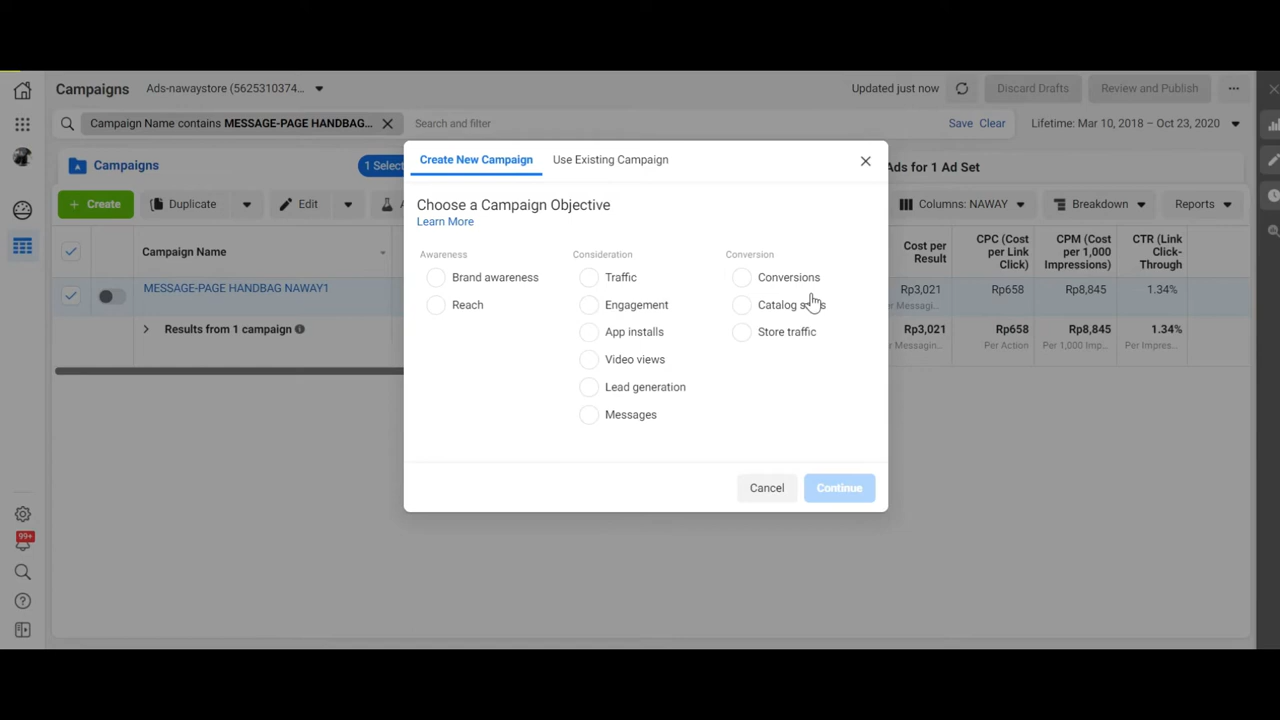 Campaigns
Ads-nawaystore (5625310374...
Updated just now
Discard Drafts
Review and Publish
Campaign Name contains MESSAGE-PAGE HANDBAG...
Search and filter
Save Clear
Lifetime: Mar 10, 2018 – Oct 23, 2020
Create New Campaign
Use Existing Campaign
Campaigns
1 Select
Ads for 1 Ad Set
+ Create
Duplicate
Edit
Columns: NAWAY
Breakdown
Reports
Choose a Campaign Objective
Learn More
Campaign Name
Cost per
Result
CPC (Cost
per Link
Click)
CPM (Cost
per 1,000
Impressions)
CTR (Link
Click-
Through
Awareness
Brand awareness
Reach
Consideration
Traffic
Engagement
App installs
Video views
Lead generation
Messages
Conversion
Conversions
Catalog
Store traffic
MESSAGE-PAGE HANDBAG NAWAY1
Rp3,021
per Messagin...
Rp658
Rp8,845
1.34%
Results from 1 campaign
Rp3,021
per Messagin...
Rp658
Per Action
Rp8,845
Per 1,000 Imp...
1.34%
Per Impres...
Cancel
Continue
99+